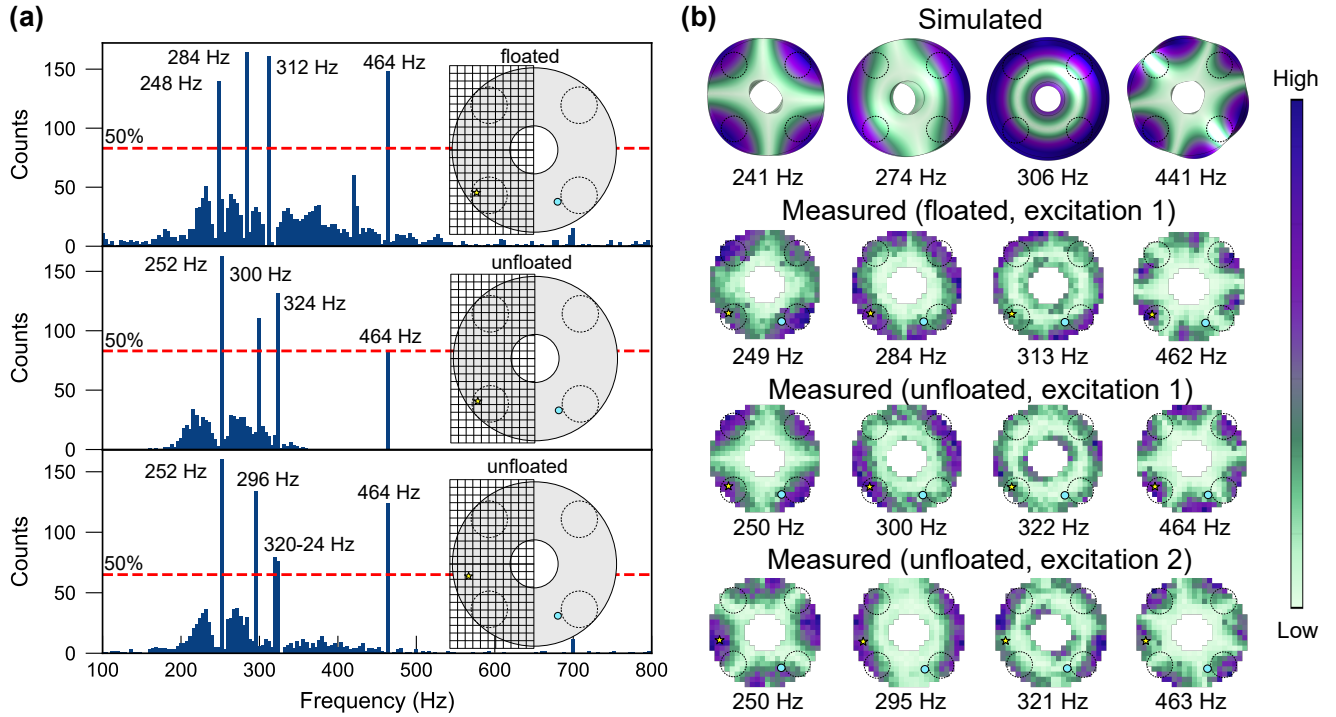 (a)
284 Hz
248 Hz
312 Hz
464 Hz
floated
50%
Counts
150
100
50
0
252 Hz
300 Hz
324 Hz
464 Hz
unfloated
50%
Counts
150
100
50
0
252 Hz
296 Hz
320-24 Hz
464 Hz
unfloated
50%
Counts
150
100
50
0
100 200 300 400 500 600 700 800
Frequency (Hz)
(b)
Simulated
241 Hz 274 Hz 306 Hz 441 Hz
Measured (floated, excitation 1)
249 Hz 284 Hz 313 Hz 462 Hz
Measured (unfloated, excitation 1)
250 Hz 300 Hz 322 Hz 464 Hz
Measured (unfloated, excitation 2)
250 Hz 295 Hz 321 Hz 463 Hz
High
Low